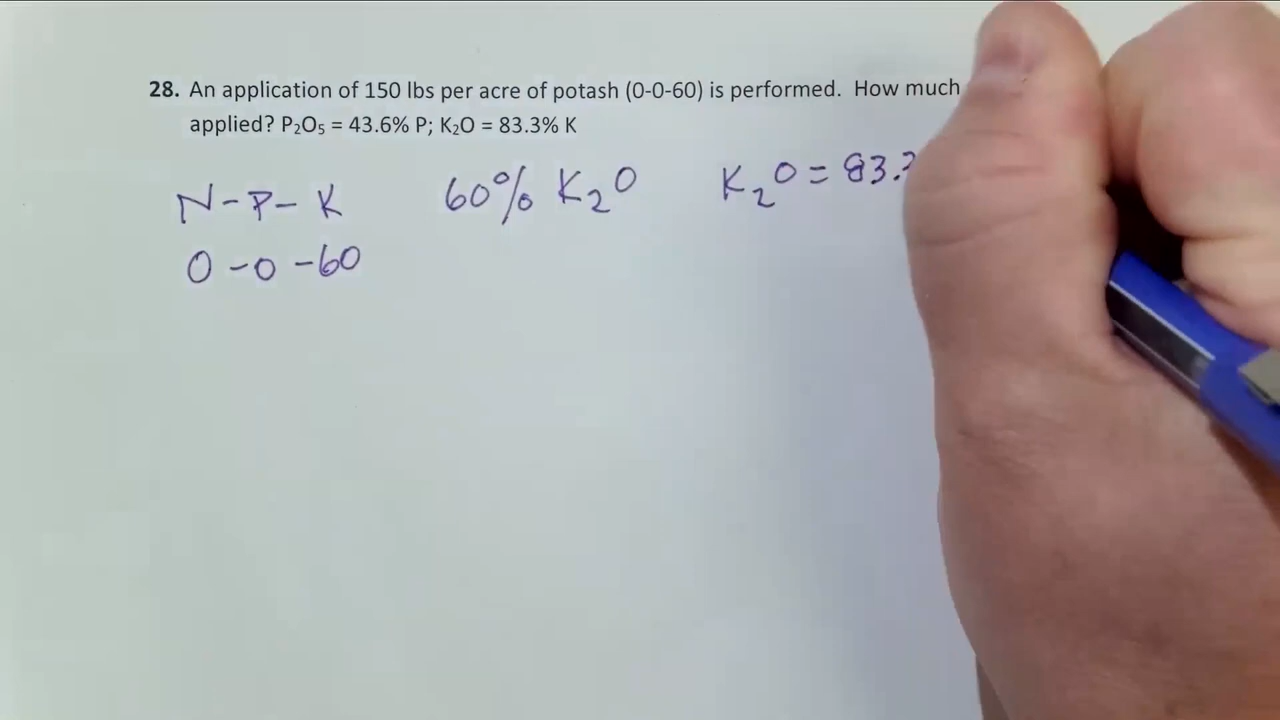 28. An application of 150 lbs per acre of potash (0-0-60) is performed. How much
applied? P₂O₅ = 43.6% P; K₂O = 83.3% K
N-P-K 60% K₂O K₂O = 83.
0-0-60